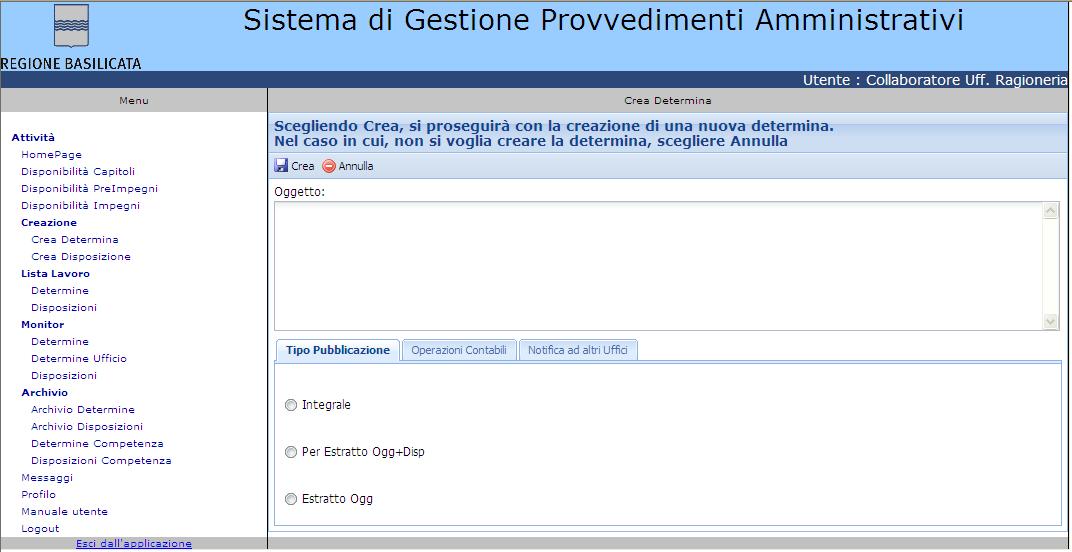 Sistema di Gestione Provvedimenti Amministrativi
REGIONE BASILICATA
Utente : Collaboratore Uff. Ragioneria
Menu
Attività
HomePage
Disponibilità Capitoli
Disponibilità PreImpegni
Disponibilità Impegni
Creazione
Crea Determina
Crea Disposizione
Lista Lavoro
Determine
Disposizioni
Monitor
Determine
Determine Ufficio
Disposizioni
Archivio
Archivio Determine
Archivio Disposizioni
Determine Competenza
Disposizioni Competenza
Messaggi
Profilo
Manuale utente
Logout
Esci dall'applicazione
Crea Determina
Scegliendo Crea, si proseguirà con la creazione di una nuova determina.
Nel caso in cui, non si voglia creare la determina, scegliere Annulla
Crea Annulla
Oggetto:
Tipo Pubblicazione Operazioni Contabili Notifica ad altri Uffici
Integrale
Per Estratto Ogg+Disp
Estratto Ogg